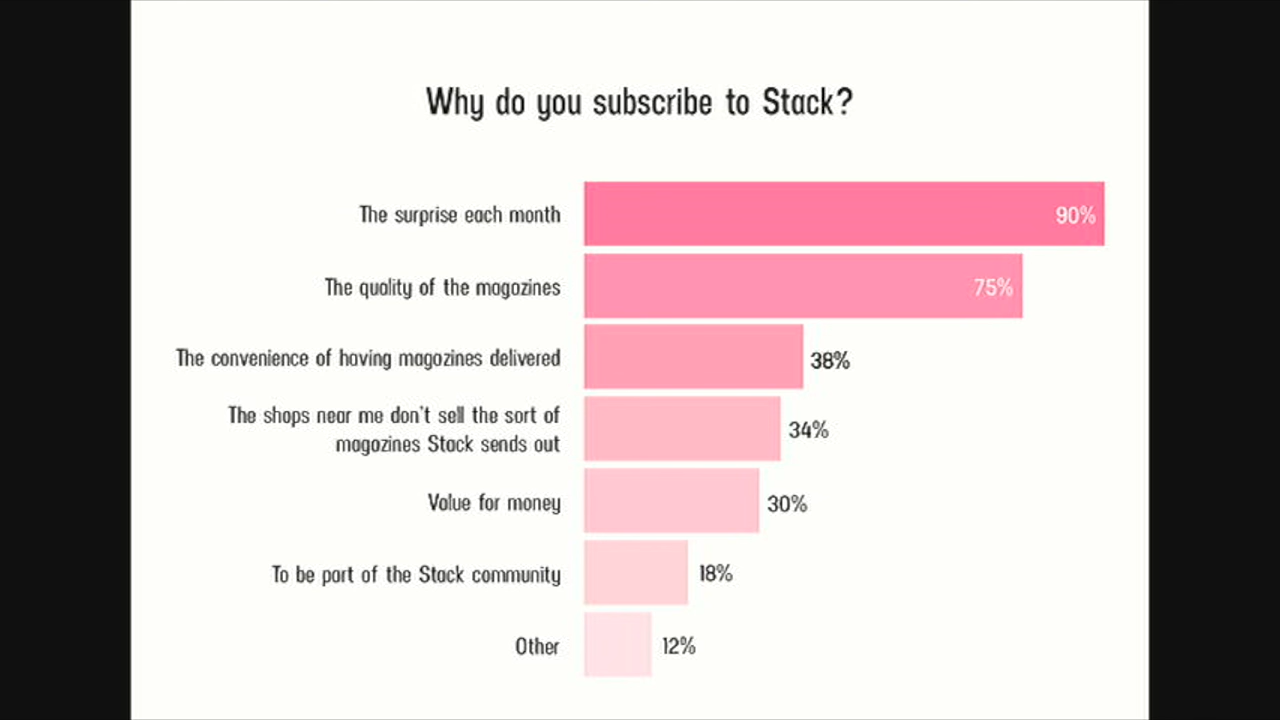 Why do you subscribe to Stack?
The surprise each month
90%
The quality of the magazines
75%
The convenience of having magazines delivered
38%
The shops near me don't sell the sort of
magazines Stack sends out
34%
Value for money
30%
To be part of the Stack community
18%
Other
12%